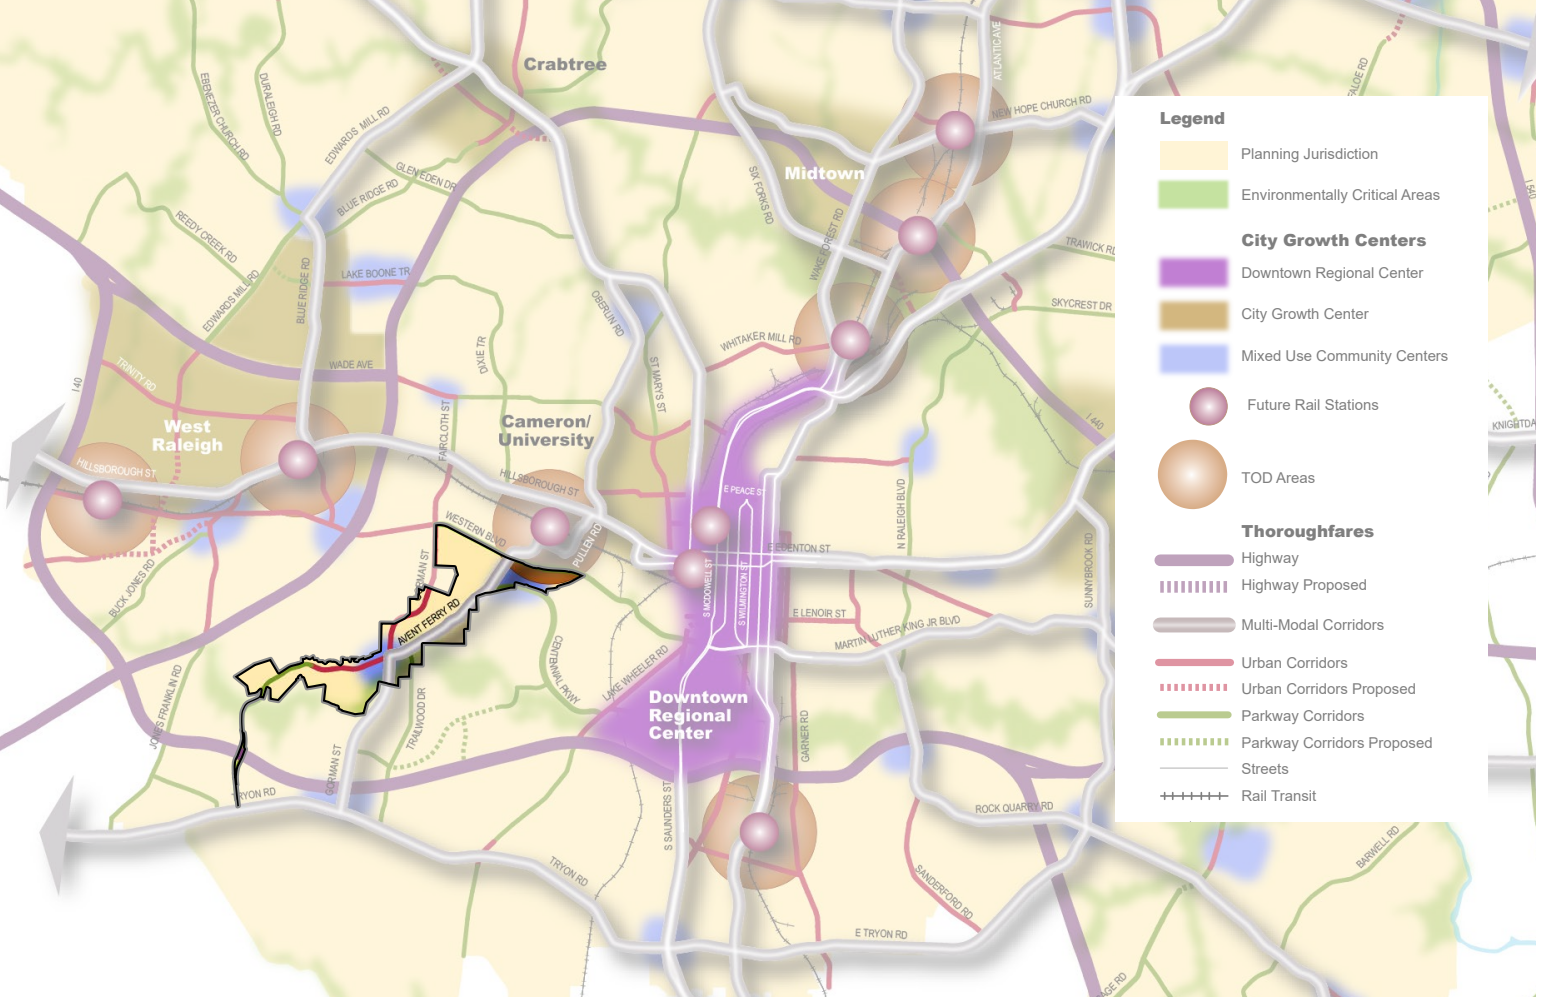 Crabtree
ATLANTIC AVE
EBENEZER CHURCH RD
DURALEIGH RD
EDWARDS MILL RD
NEW HOPE CHURCH RD
GLEN EDEN DR
BLUE RIDGE RD
Midtown
SIX FORKS RD
REEDY CREEK RD
WAKE FOREST RD
TRAWICK RD
LAKE BOONE TR
EDWARDS MILL RD
BLUE RIDGE RD
OBERLIN RD
SKYCREST DR
WHITAKER MILL RD
DIXIE TR
WADE AVE
ST MARYS ST
TRINITY RD
I 40
West
Raleigh
Cameron/
University
FAIRCLOTH ST
I 440
HILLSBOROUGH ST
HILLSBOROUGH ST
E PEACE ST
N RALEIGH BLVD
WESTERN BLVD
PULLEN RD
E EDENTON ST
BUCK JONES RD
S MCDOWELL ST
S WILMINGTON ST
SUNNYBROOK RD
AVENT FERRY RD
E LENOIR ST
MARTIN LUTHER KING JR BLVD
CENTENNIAL PKWY
LAKE WHEELER RD
JONES FRANKLIN RD
TRAILWOOD DR
Downtown
Regional
Center
GARNER RD
GORMAN ST
TRYON RD
S SAUNDERS ST
ROCK QUARRY RD
TRYON RD
SANDERFORD RD
BARWELL RD
E TRYON RD
I 540
Legend
Planning Jurisdiction
Environmentally Critical Areas
City Growth Centers
Downtown Regional Center
City Growth Center
Mixed Use Community Centers
Future Rail Stations
TOD Areas
Thoroughfares
Highway
Highway Proposed
Multi-Modal Corridors
Urban Corridors
Urban Corridors Proposed
Parkway Corridors
Parkway Corridors Proposed
Streets
Rail Transit